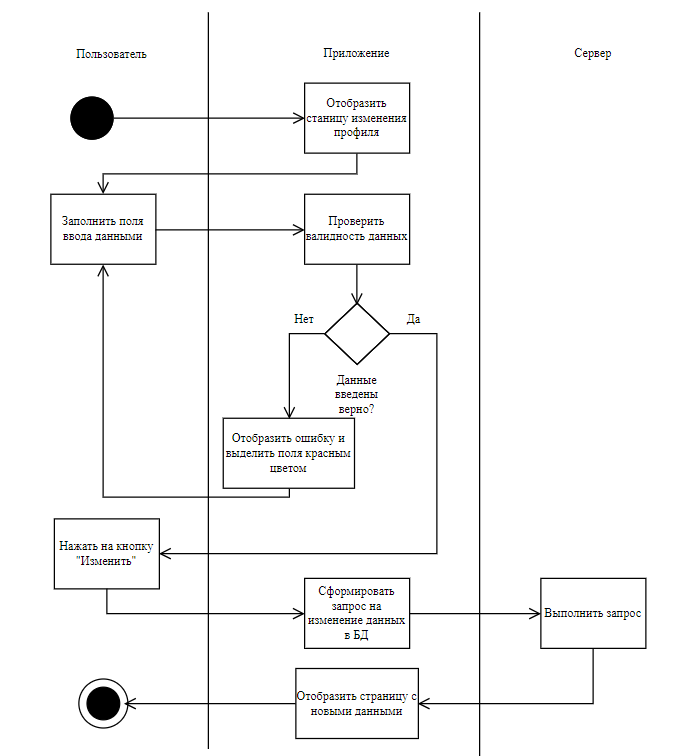 Пользователь
Приложение
Сервер
Отобразить
станицу изменения
профиля
Заполнить поля
ввода данными
Проверить
валидность данных
Нет
Да
Данные
введены
верно?
Отобразить ошибку и
выделить поля красным
цветом
Нажать на кнопку
"Изменить"
Сформировать
запрос на
изменение данных
в БД
Выполнить запрос
Отобразить страницу с
новыми данными